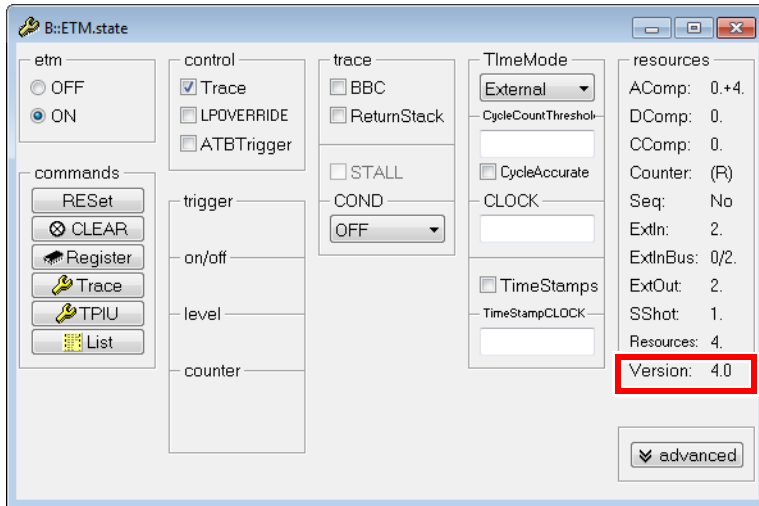 B::ETM.state
etm
OFF
ON
commands
RESet
CLEAR
Register
Trace
TPIU
List
control
Trace
LPOVERRIDE
ATBTrigger
trigger
on/off
level
counter
trace
BBC
ReturnStack
STALL
COND
OFF
TImeMode
External
CycleCountThreshol
CycleAccurate
CLOCK
TimeStamps
TimeStampCLOCK
resources
AComp: 0.+4.
DComp: 0.
CComp: 0.
Counter: (R)
Seq: No
ExtIn: 2.
ExtInBus: 0/2.
ExtOut: 2.
SShot: 1.
Resources: 4.
Version: 4.0
advanced